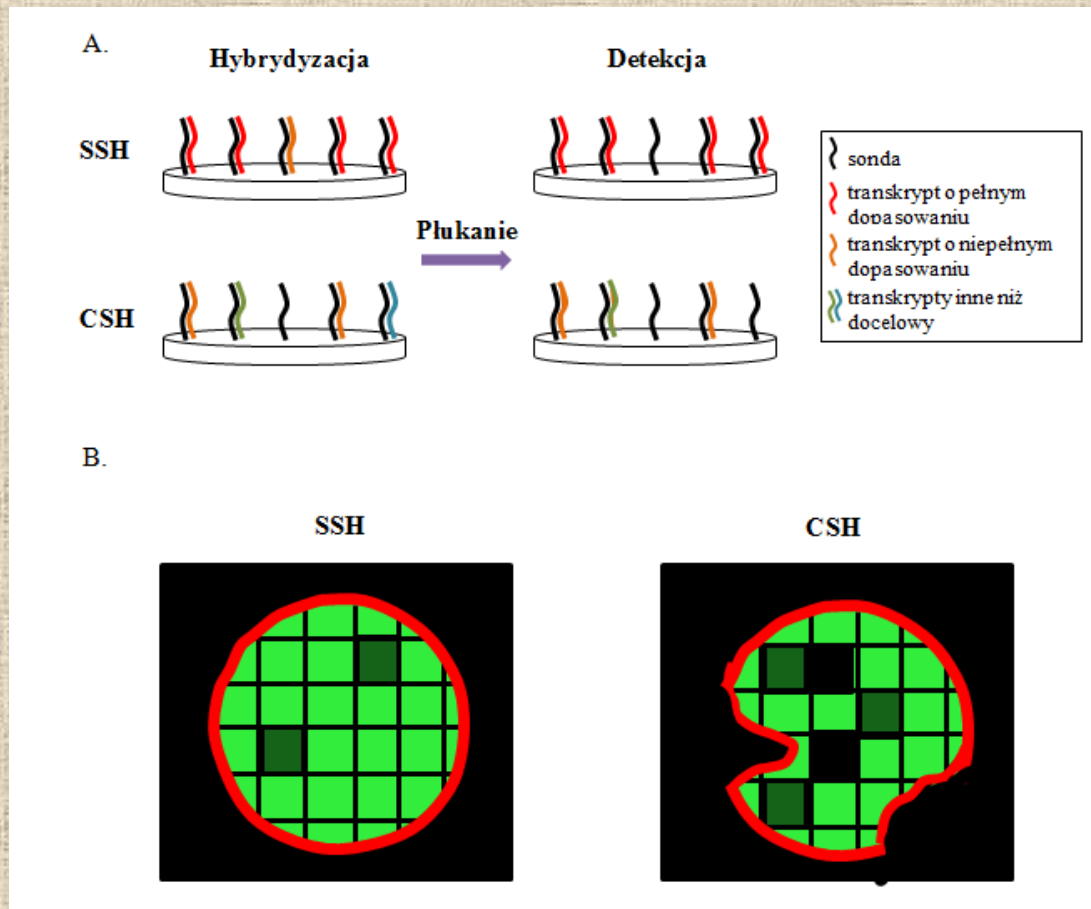 A.
Hybrydyzacja
Detekcja
SSH
CSH
Płukanie
sonda
transkrypt o pełnym
dopasowaniu
transkrypt o niepełnym
dopasowaniu
transkrypty inne niż
docelowy
B.
SSH
CSH